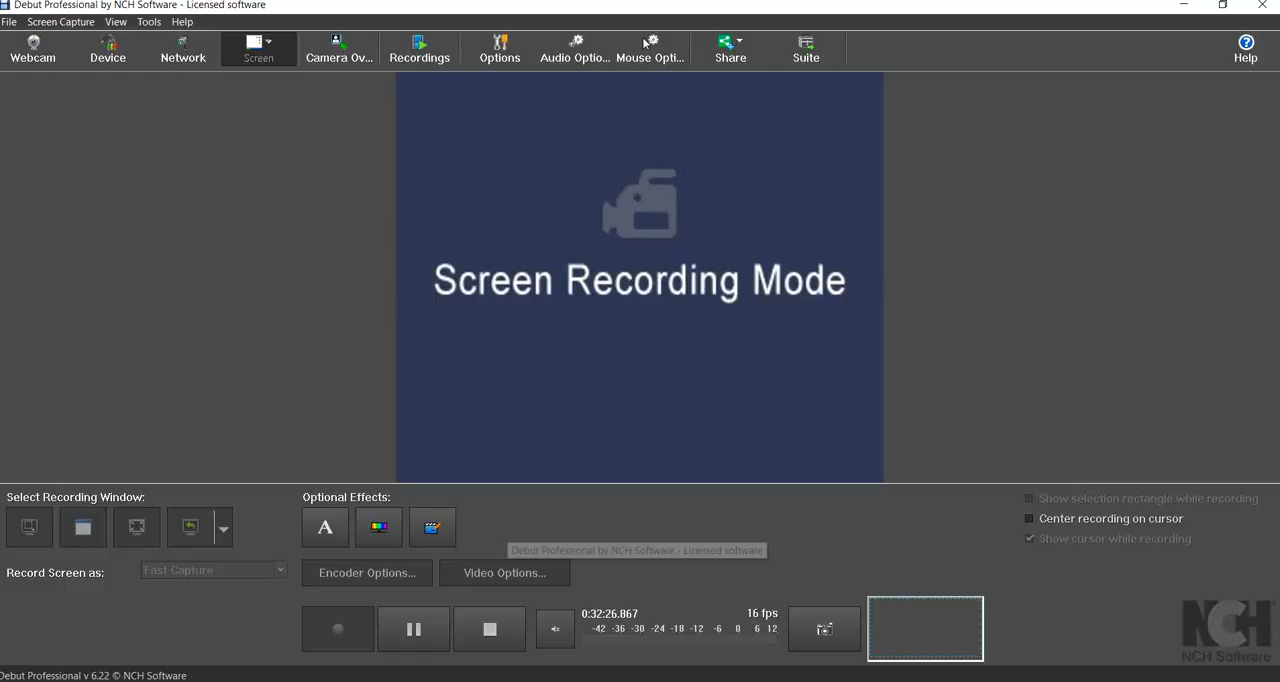 Debut Professional by NCH Software - Licensed software
File Screen Capture View Tools Help
Webcam Device Network Screen Camera Ov... Recordings Options Audio Optio... Mouse Opti... Share Suite Help
Screen Recording Mode
Select Recording Window:
Optional Effects:
Show selection rectangle while recording
A
Center recording on cursor
Show cursor while recording
Debut Professional by NCH Software - Licensed software
Record Screen as: Fast Capture
Encoder Options... Video Options...
0:32:26.867 16 fps
-42 -36 -30 -24 -18 -12 -6 0 6 12
NCH
NCH Software
Debut Professional v 6.22 © NCH Software